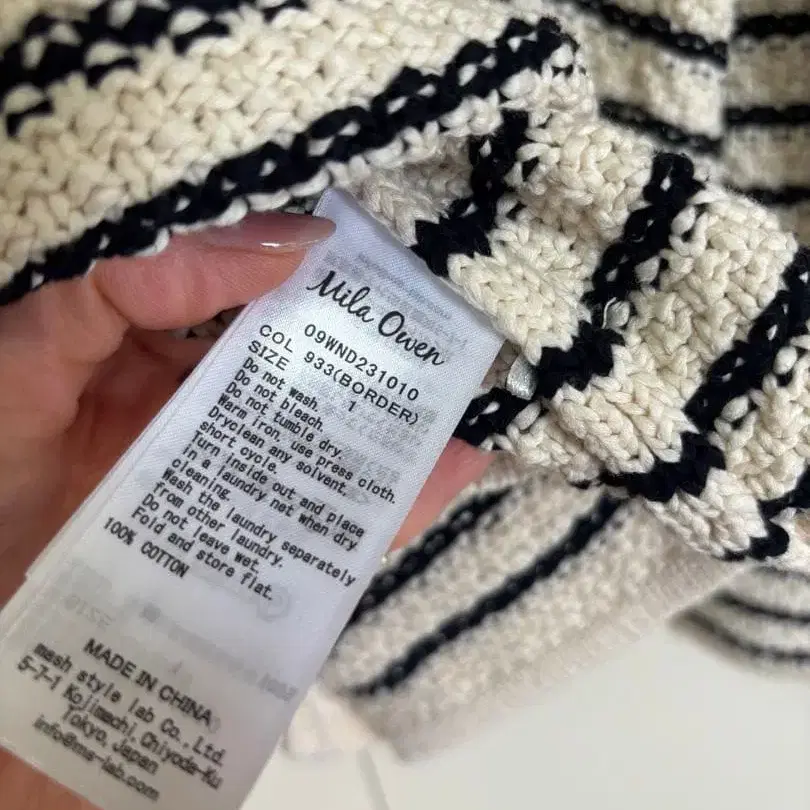 Mila Owen
09WND231010
COL 933(BORDER)
SIZE 1
Do not wash.
Do not bleach.
Do not tumble dry.
Warm iron, use press cloth.
Dryclean any solvent,
short cycle.
Turn inside out and place
in a laundry net when dry
cleaning.
Wash the laundry separately
from other laundry.
Do not leave wet.
Fold and store flat.
100% COTTON
MADE IN CHINA
mash style lab Co., Ltd.
5-7-1 Kojimachi, Chiyoda-Ku
Tokyo, Japan
info@ms-lab.com